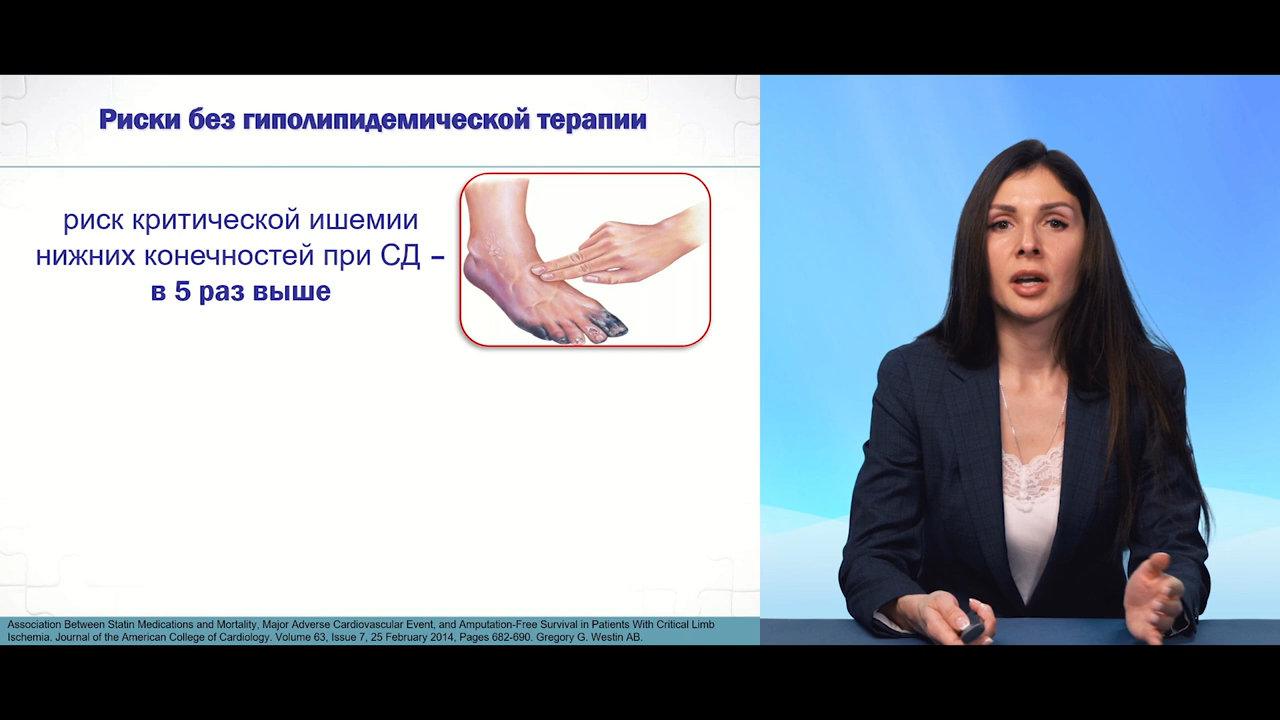 Риски без гиполипидемической терапии
риск критической ишемии
нижних конечностей при СД –
в 5 раз выше
Association Between Statin Medications and Mortality, Major Adverse Cardiovascular Event, and Amputation-Free Survival in Patients With Critical Limb
Ischemia. Journal of the American College of Cardiology. Volume 63, Issue 7, 25 February 2014, Pages 682-690. Gregory G. Westin AB.